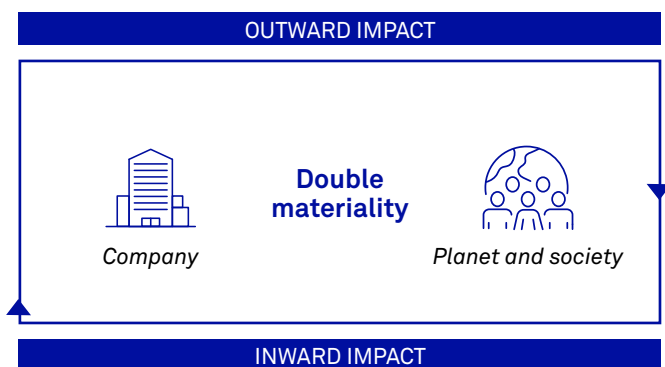 OUTWARD IMPACT
Double
materiality
Company
Planet and society
INWARD IMPACT